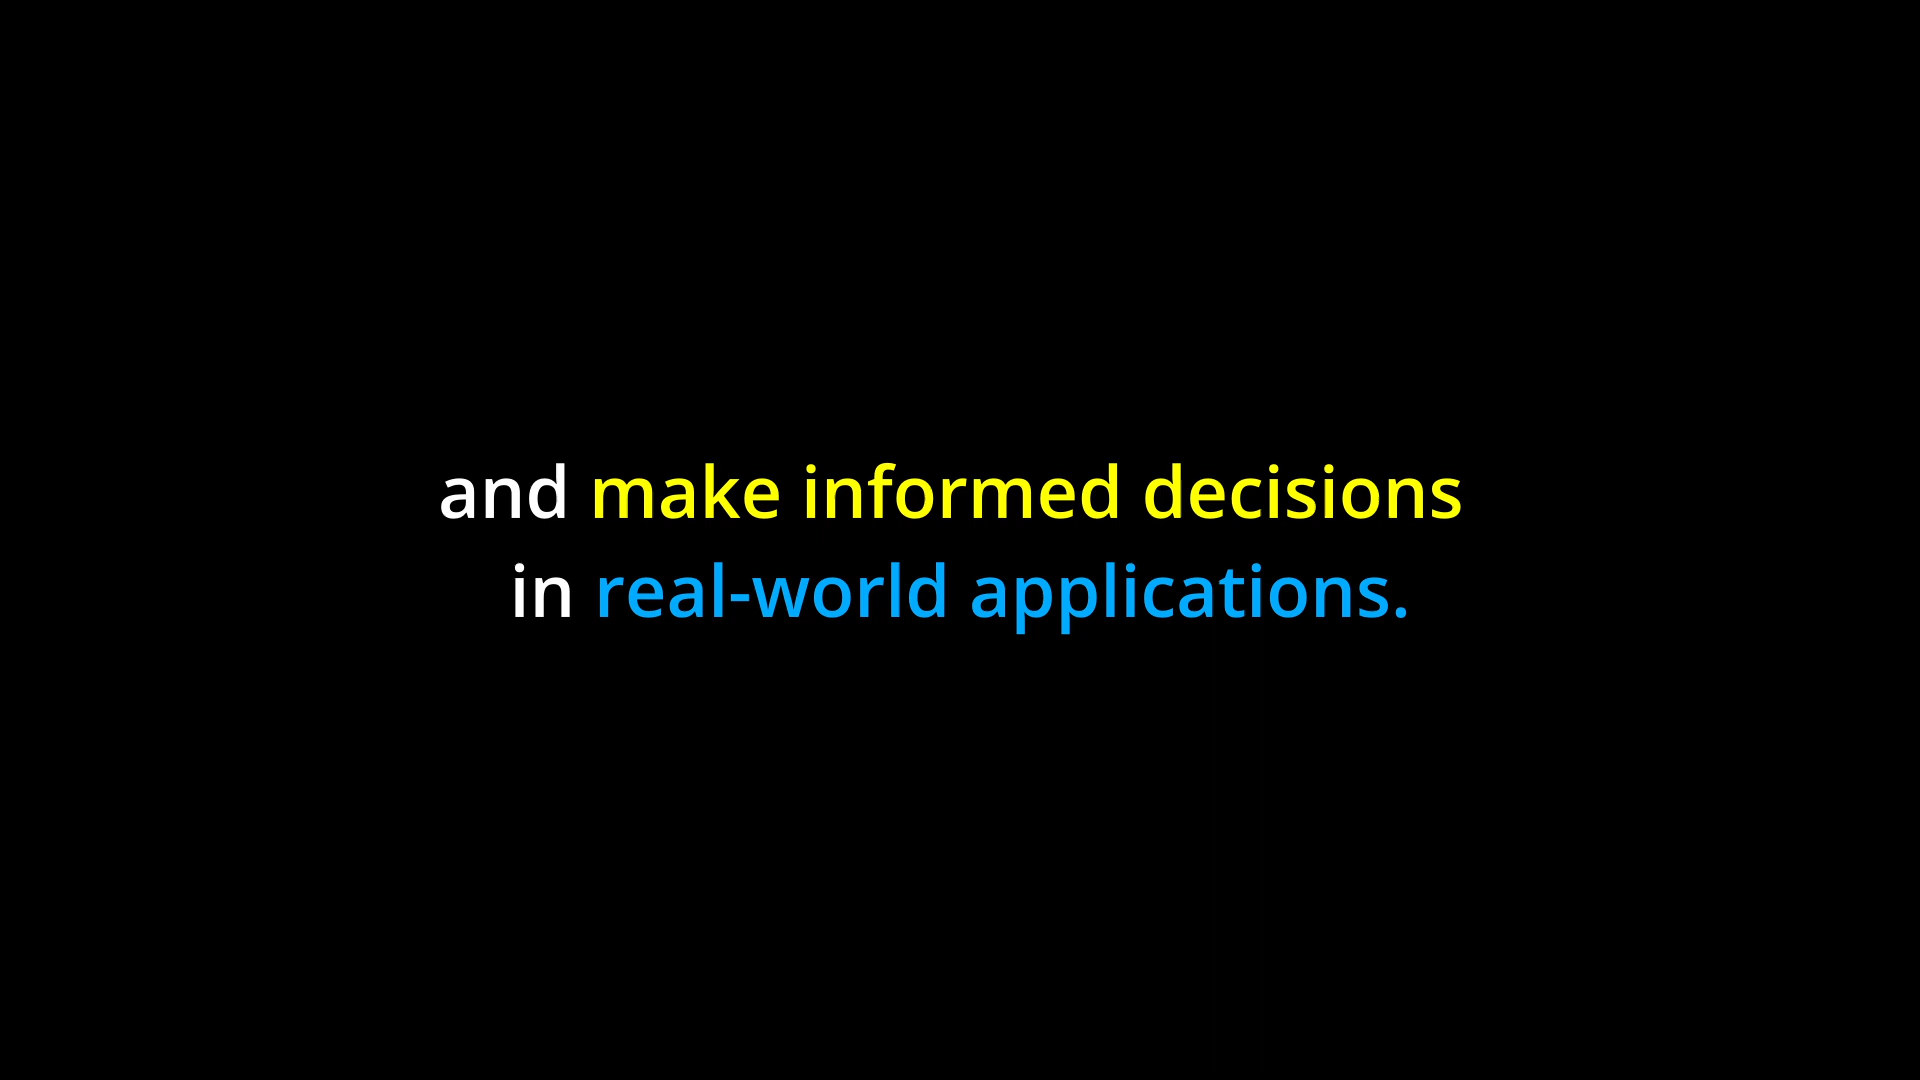 and make informed decisions
in real-world applications.